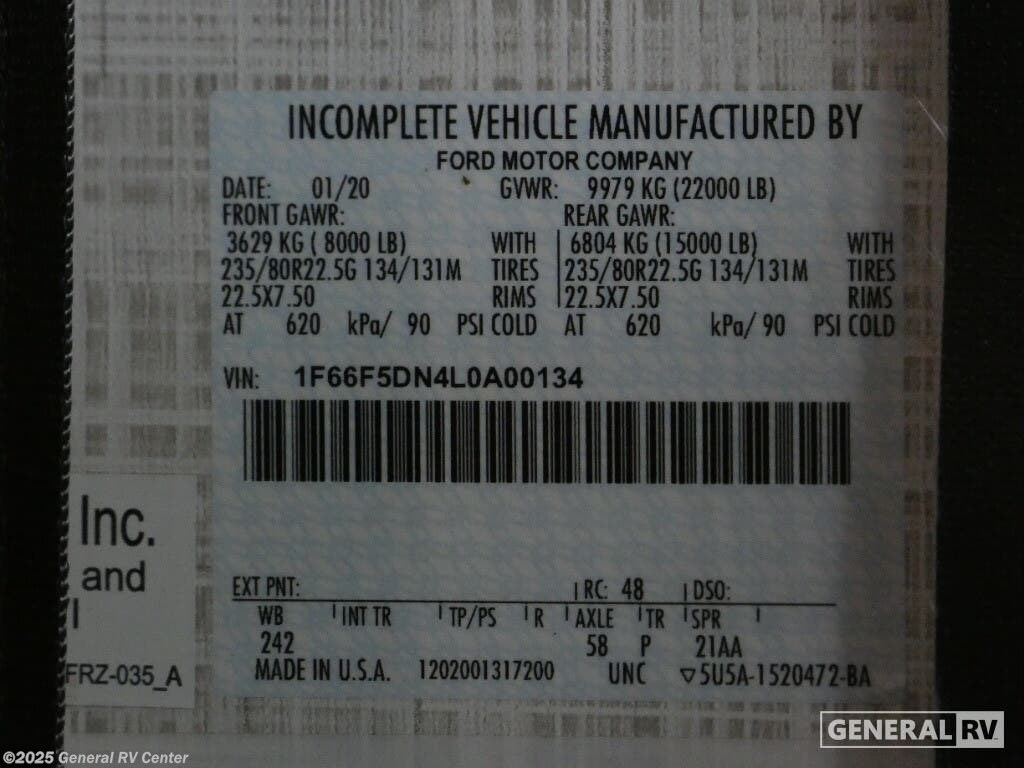 INCOMPLETE VEHICLE MANUFACTURED BY
FORD MOTOR COMPANY
DATE: 01/20 GVWR: 9979 KG (22000 LB)
FRONT GAWR: REAR GAWR:
3629 KG ( 8000 LB) WITH 6804 KG (15000 LB) WITH
235/80R22.5G 134/131M TIRES 235/80R22.5G 134/131M TIRES
22.5X7.50 RIMS 22.5X7.50 RIMS
AT 620 kPa/ 90 PSI COLD AT 620 kPa/ 90 PSI COLD
VIN: 1F66F5DN4L0A00134
Inc.
and
FRZ-035_A
EXT PNT: RC: 48 DSO:
WB INT TR TP/PS R AXLE TR SPR
242 58 P 21AA
MADE IN U.S.A. 1202001317200 UNC ▽5U5A-1520472-BA
GENERAL RV
©2025 General RV Center